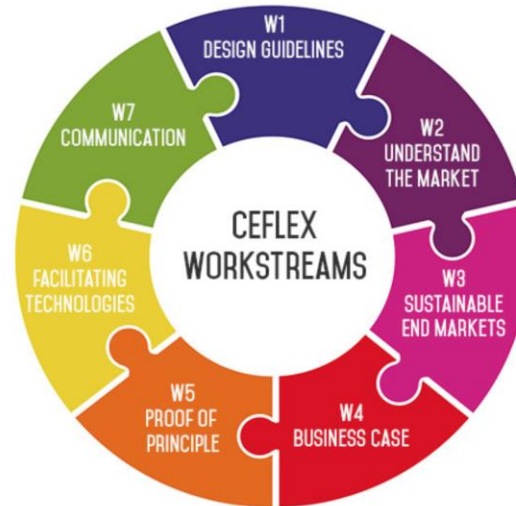 W1
DESIGN GUIDELINES
W2
UNDERSTAND
THE MARKET
W3
SUSTAINABLE
END MARKETS
W4
BUSINESS CASE
W5
PROOF OF
PRINCIPLE
W6
FACILITATING
TECHNOLOGIES
W7
COMMUNICATION
CEFLEX
WORKSTREAMS